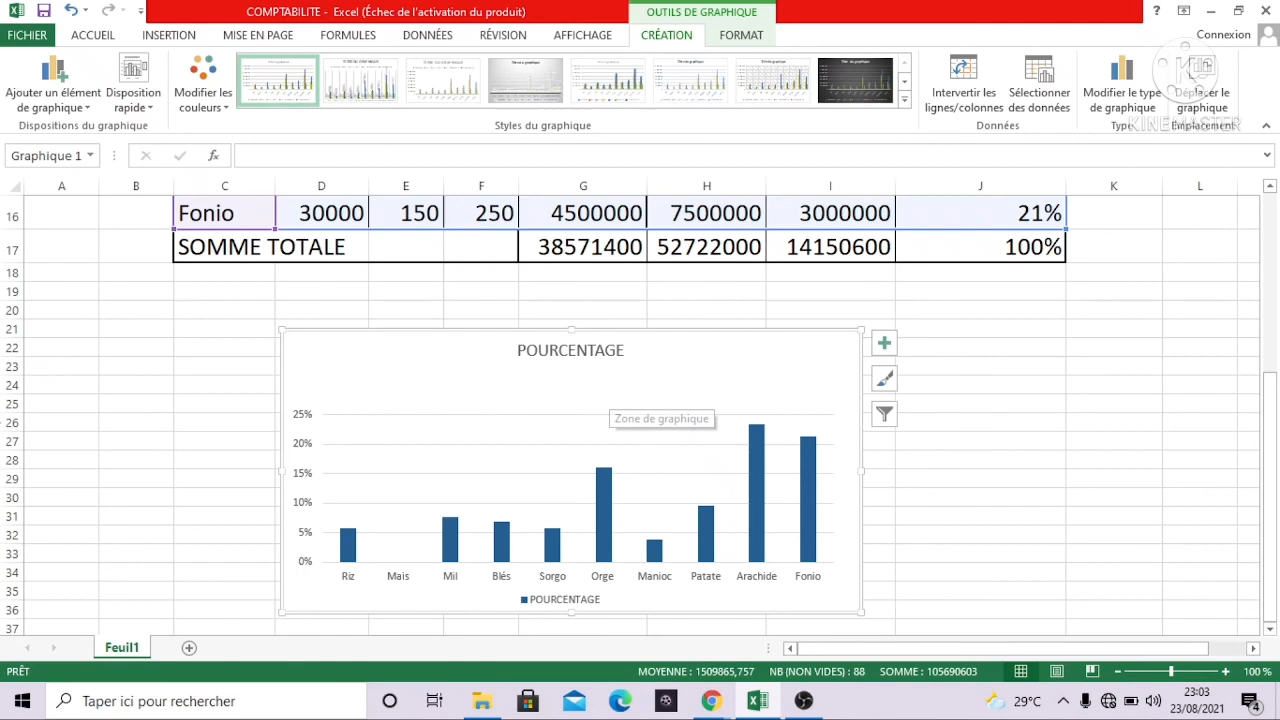 COMPTABILITE - Excel (Échec de l'activation du produit)
OUTILS DE GRAPHIQUE
?
FICHIER ACCUEIL INSERTION MISE EN PAGE FORMULES DONNÉES RÉVISION AFFICHAGE CRÉATION FORMAT Connexion
Ajouter un élément de graphique
Disposition rapide
Modifier les couleurs
Intervertir les lignes/colonnes
Sélectionner des données
Modifier le type de graphique
graphique
Dispositions du graphique
Styles du graphique
Données
Type
Emplacement
KINEMASTER
Graphique 1
fx
A B C D E F G H I J K L
16 Fonio 30000 150 250 4500000 7500000 3000000 21%
17 SOMME TOTALE 38571400 52722000 14150600 100%
18
19
20
21
22
23
24
25
26
27
28
29
30
31
32
33
34
35
36
37
POURCENTAGE
Zone de graphique
25%
20%
15%
10%
5%
0%
Riz Mais Mil Blés Sorgo Orge Manioc Patate Arachide Fonio
POURCENTAGE
Feuil1
PRÊT MOYENNE : 1509865,757 NB (NON VIDES) : 88 SOMME : 105690603 100 %
Taper ici pour rechercher
29°C
23:03
23/08/2021
4